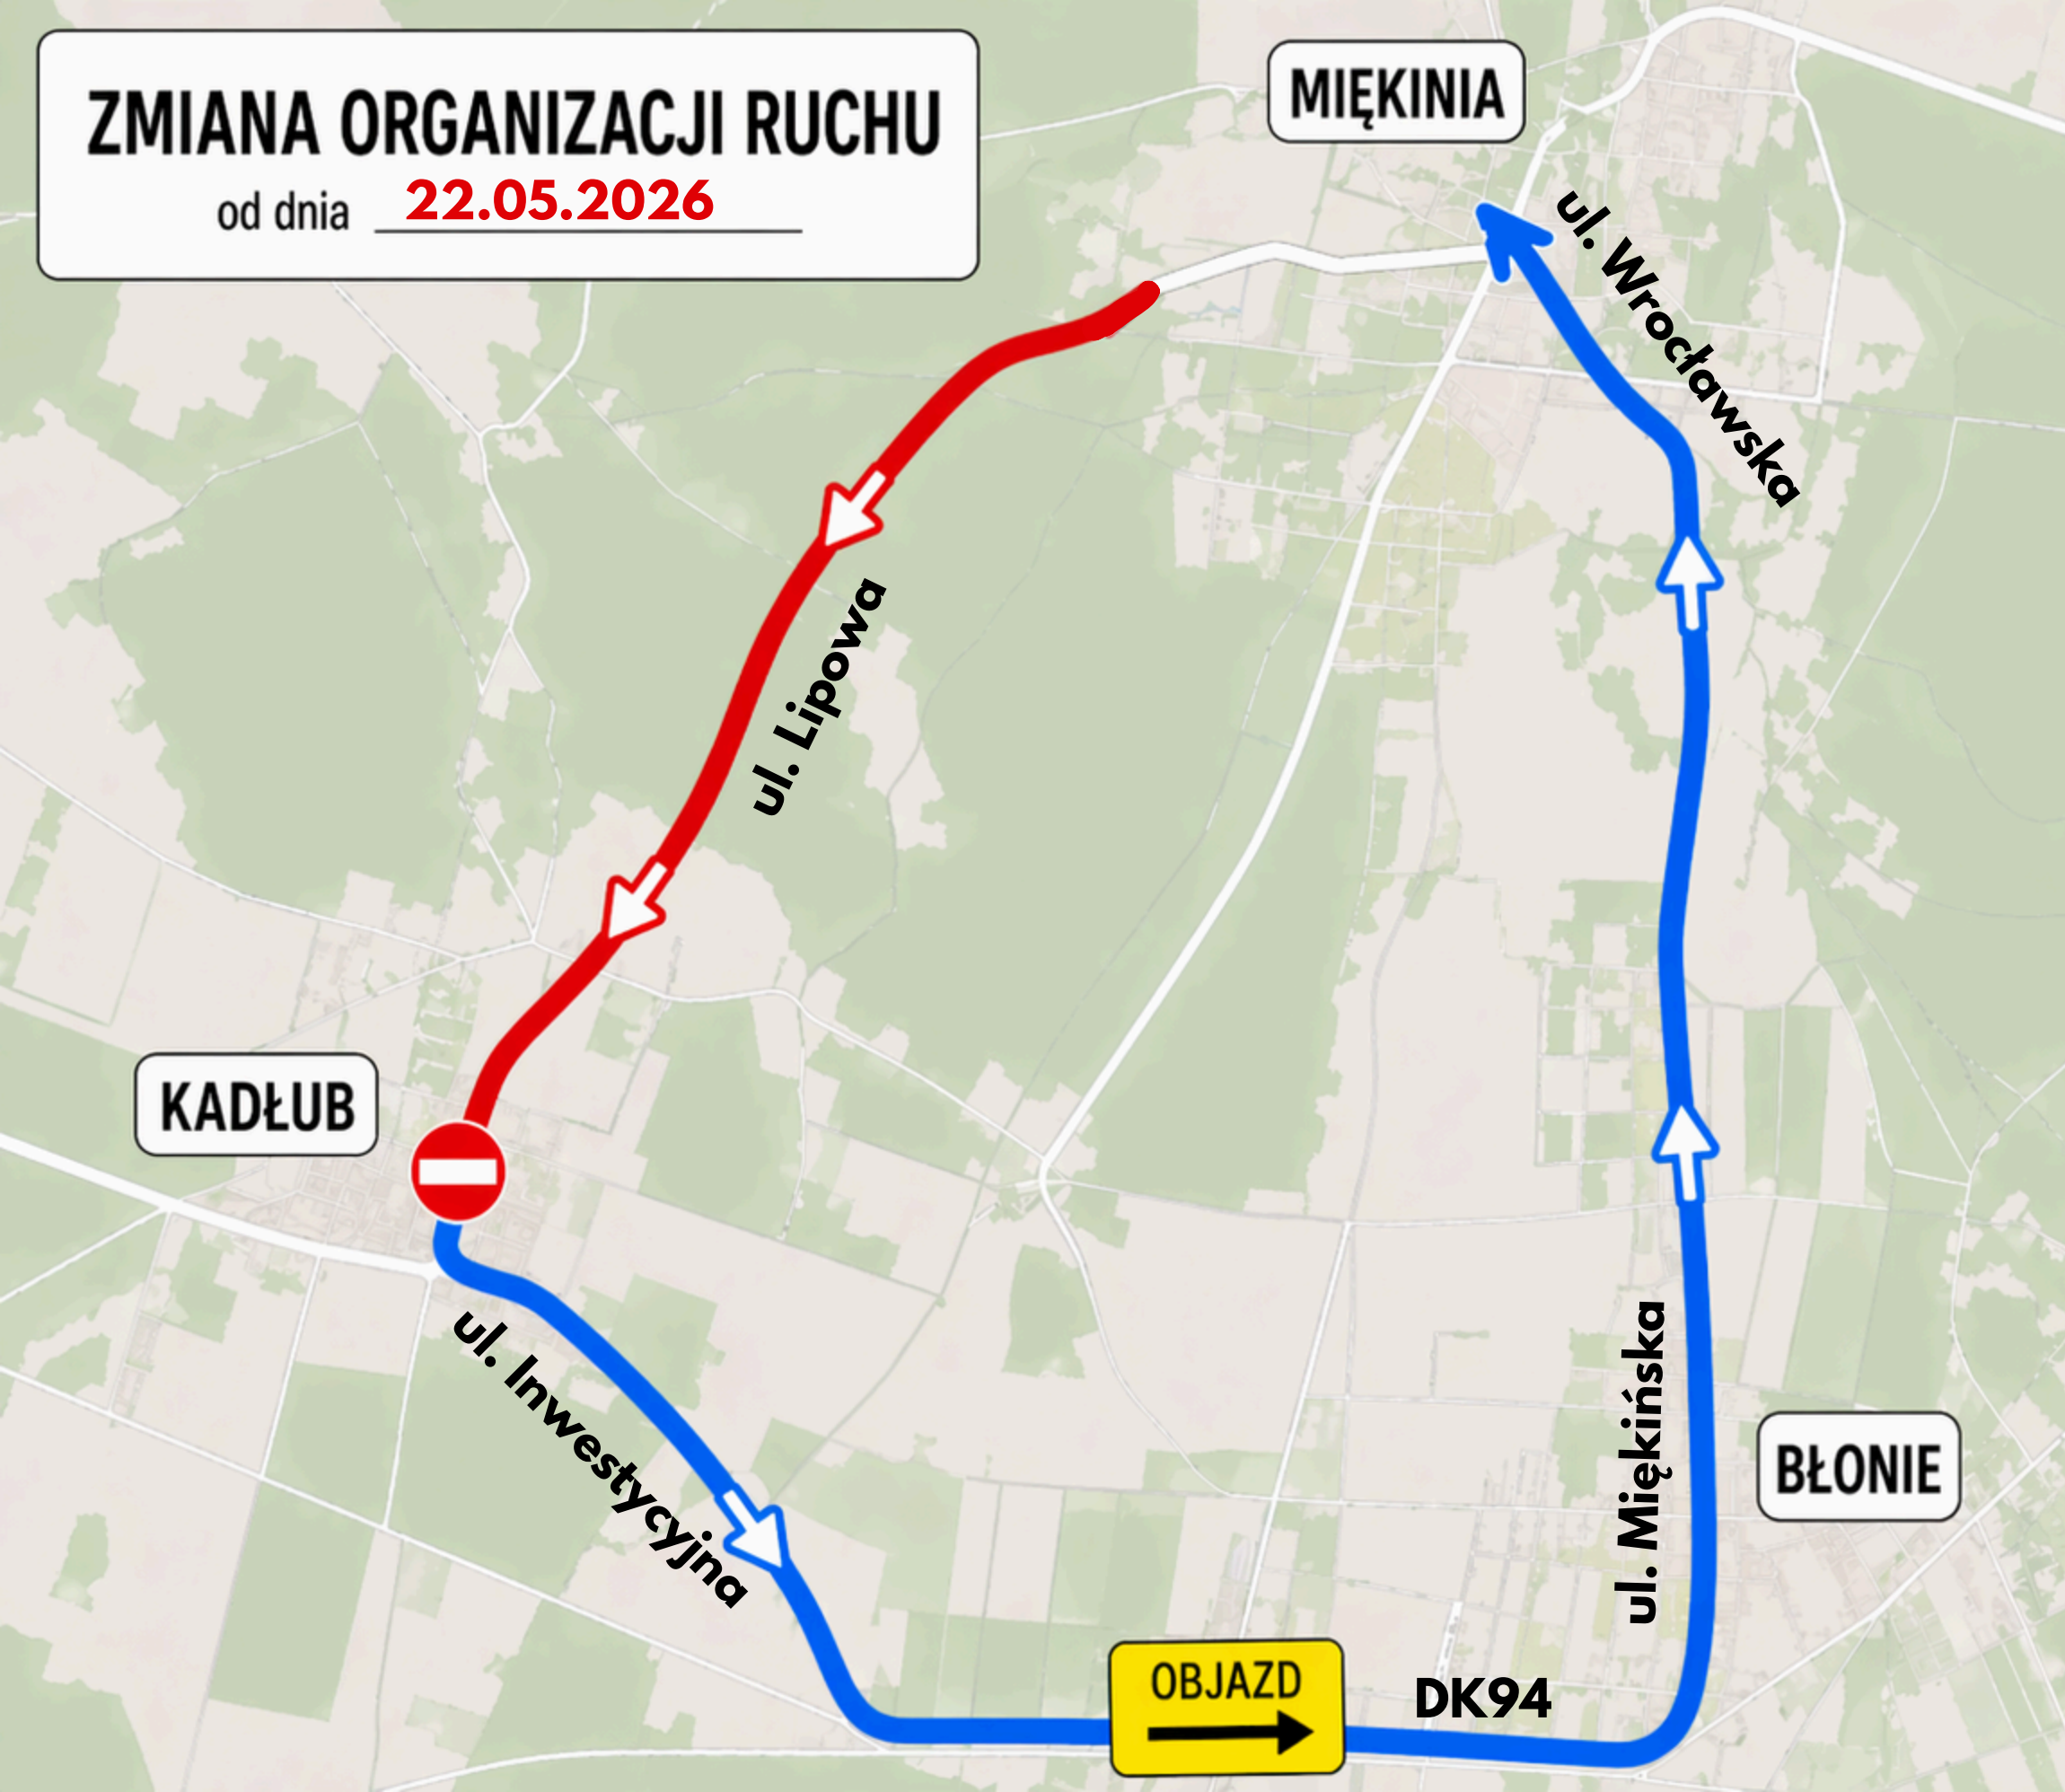 ZMIANA ORGANIZACJI RUCHU
od dnia 22.05.2026
MIĘKINIA
ul. Wrocławska
ul. Lipowa
KADŁUB
ul. Inwestycyjna
ul. Miękińska
BŁONIE
OBJAZD
DK94